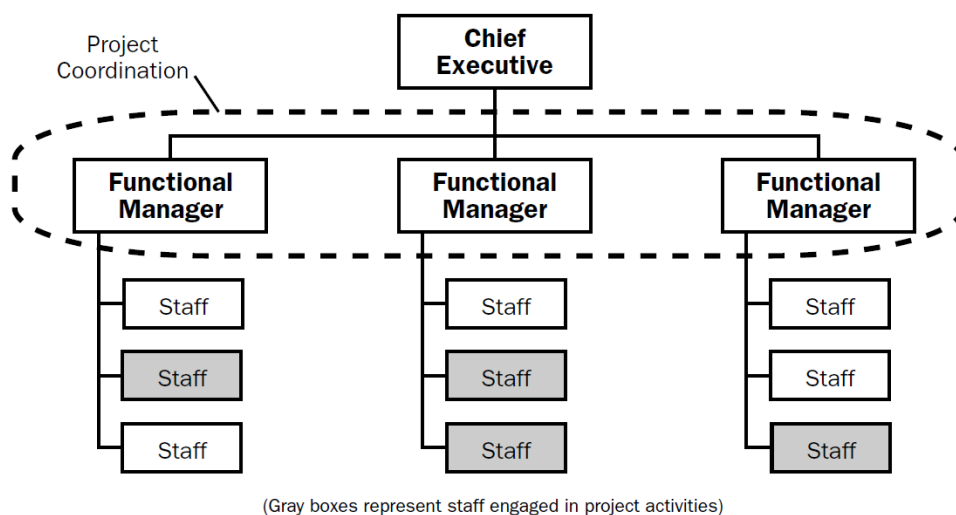 Project
Coordination
Chief
Executive
Functional
Manager
Functional
Manager
Functional
Manager
Staff
Staff
Staff
Staff
Staff
Staff
Staff
Staff
Staff
(Gray boxes represent staff engaged in project activities)